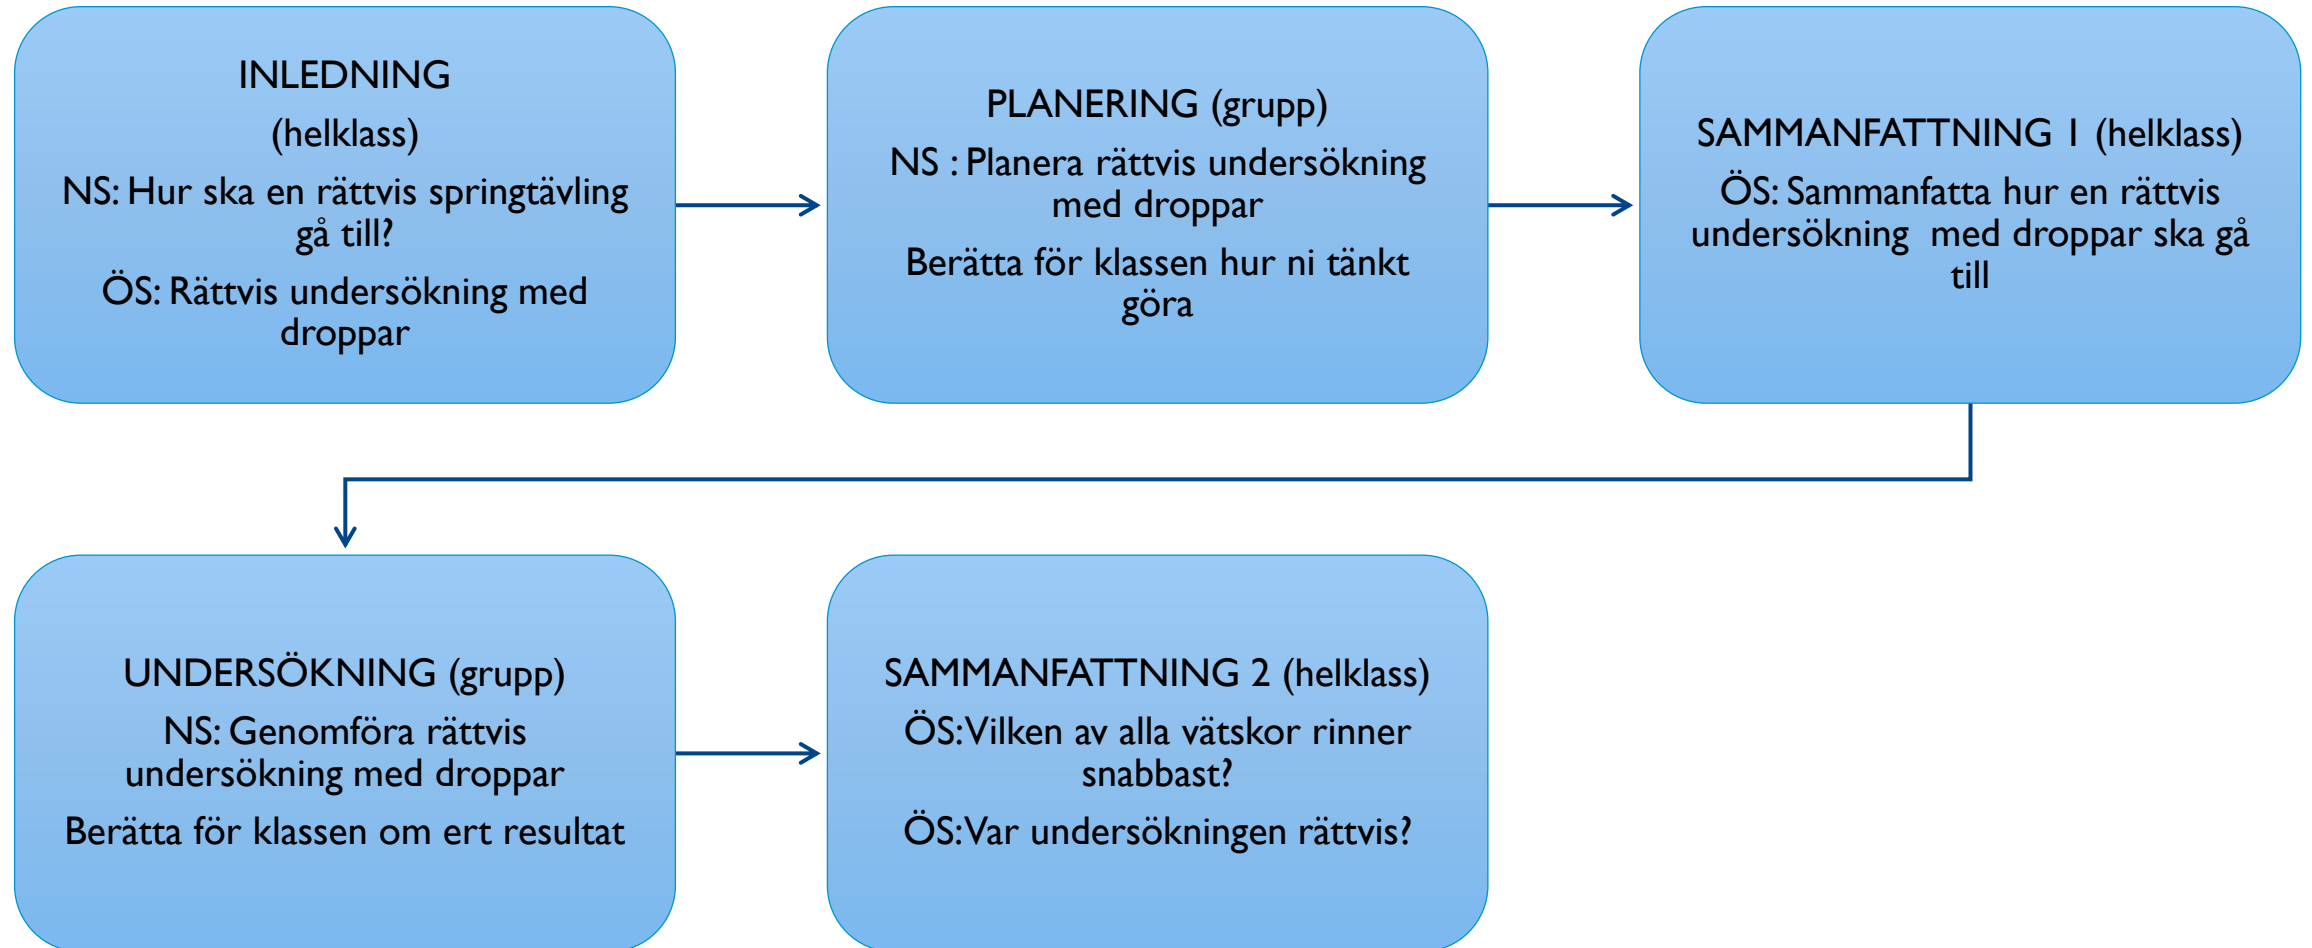 INLEDNING
(helklass)
NS: Hur ska en rättvis springtävling
gå till?
ÖS: Rättvis undersökning med
droppar
PLANERING (grupp)
NS : Planera rättvis undersökning
med droppar
Berätta för klassen hur ni tänkt
göra
SAMMANFATTNING 1 (helklass)
ÖS: Sammanfatta hur en rättvis
undersökning med droppar ska gå
till
UNDERSÖKNING (grupp)
NS: Genomföra rättvis
undersökning med droppar
Berätta för klassen om ert resultat
SAMMANFATTNING 2 (helklass)
ÖS: Vilken av alla vätskor rinner
snabbast?
ÖS: Var undersökningen rättvis?